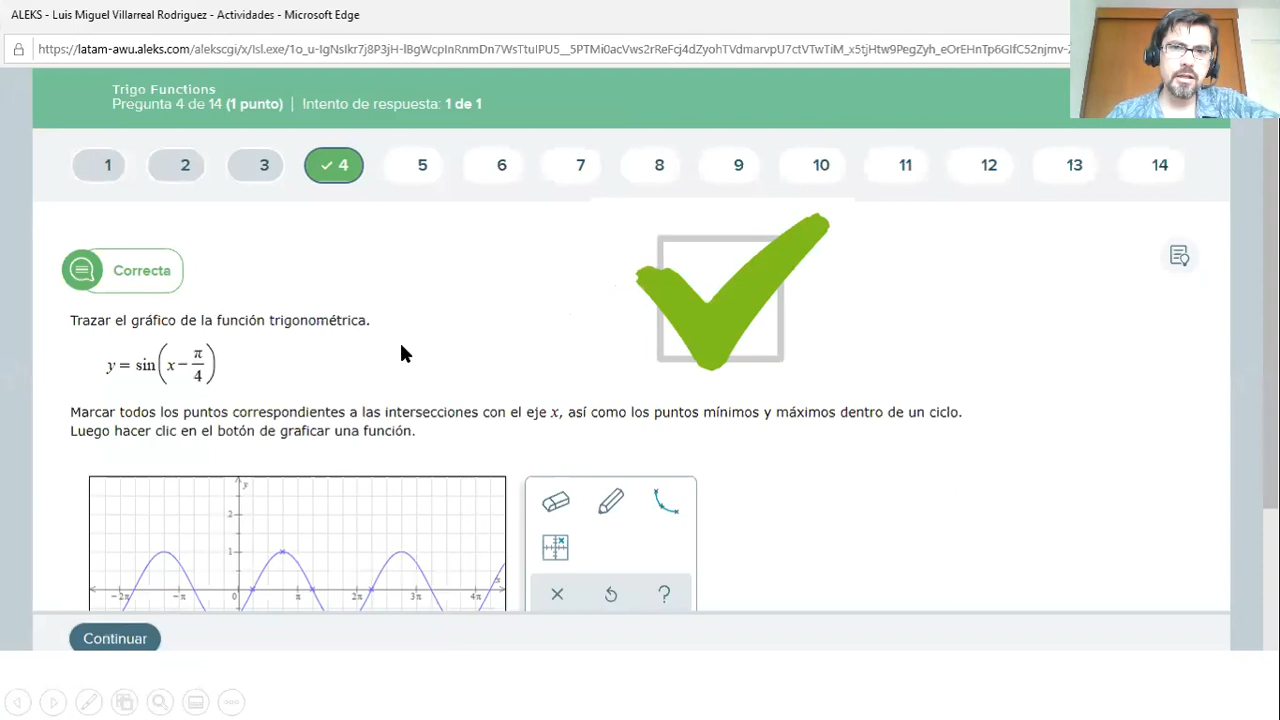 ALEKS - Luis Miguel Villarreal Rodriguez - Actividades - Microsoft Edge
Trigo Functions
Pregunta 4 de 14 (1 punto) | Intento de respuesta: 1 de 1
1 2 3 ✓ 4 5 6 7 8 9 10 11 12 13 14
Correcta
Trazar el gráfico de la función trigonométrica.
y = sin(x − π/4)
Marcar todos los puntos correspondientes a las intersecciones con el eje x, así como los puntos mínimos y máximos dentro de un ciclo.
Luego hacer clic en el botón de graficar una función.
y
2
1
x
−2π −π 0 π 2π 3π 4π
× ?
Continuar